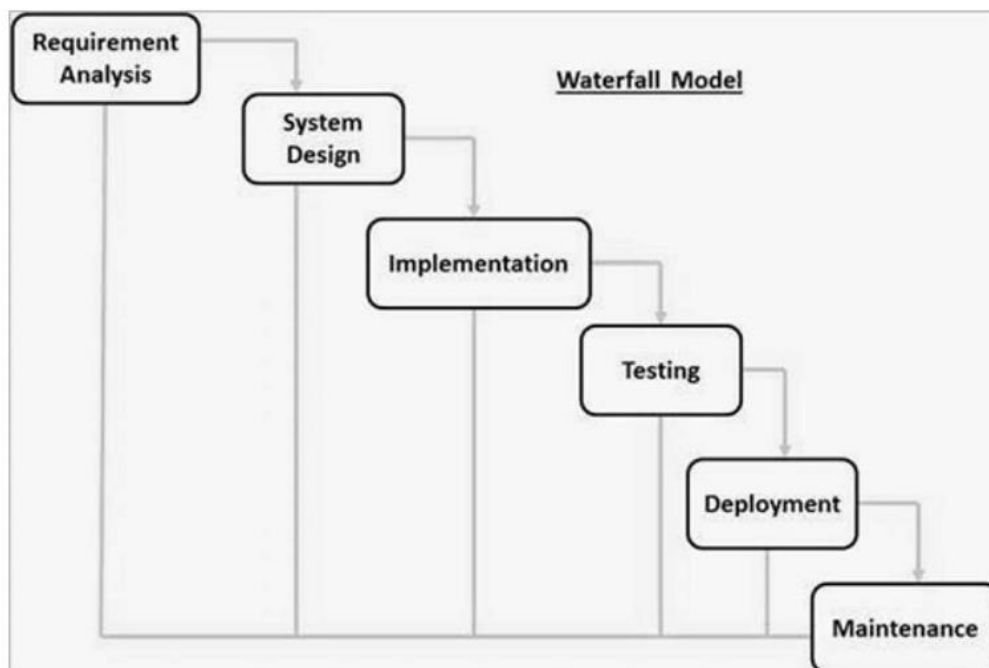 Requirement
Analysis
Waterfall Model
System
Design
Implementation
Testing
Deployment
Maintenance